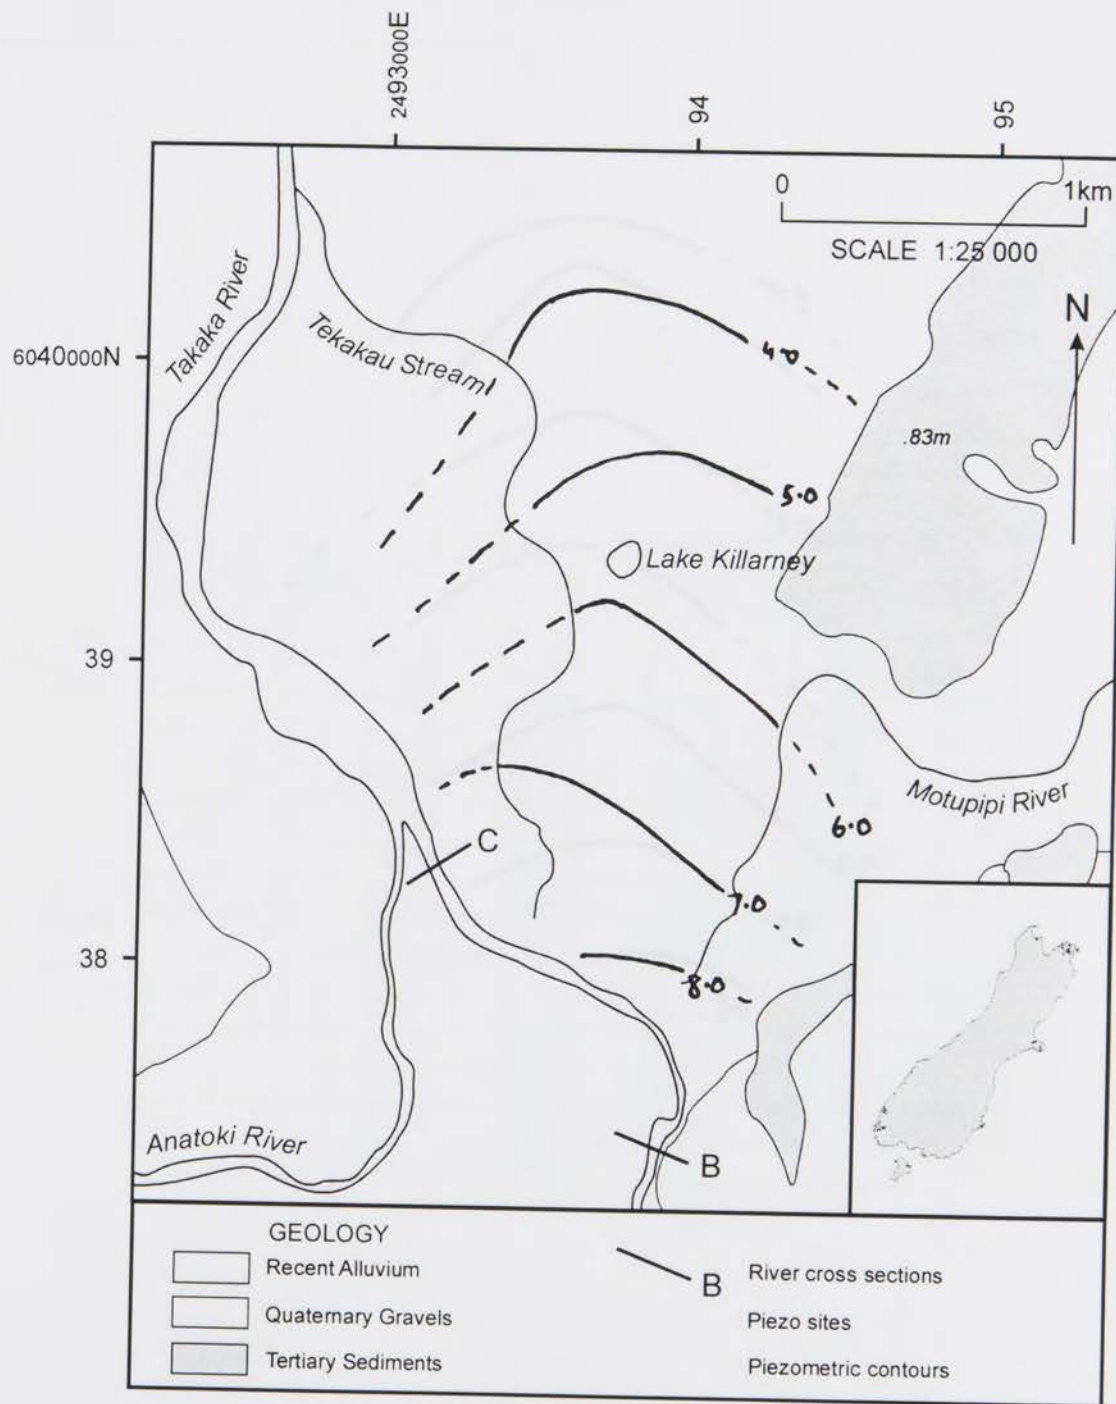 2493000E
94
95
0 1km
SCALE 1:25 000
N
Takaka River
Tekakau Stream
6040000N
4.0
.83m
5.0
Lake Killarney
39
Motupipi River
6.0
C
7.0
38
8.0
Anatoki River
B
GEOLOGY
Recent Alluvium
Quaternary Gravels
Tertiary Sediments
B
River cross sections
Piezo sites
Piezometric contours